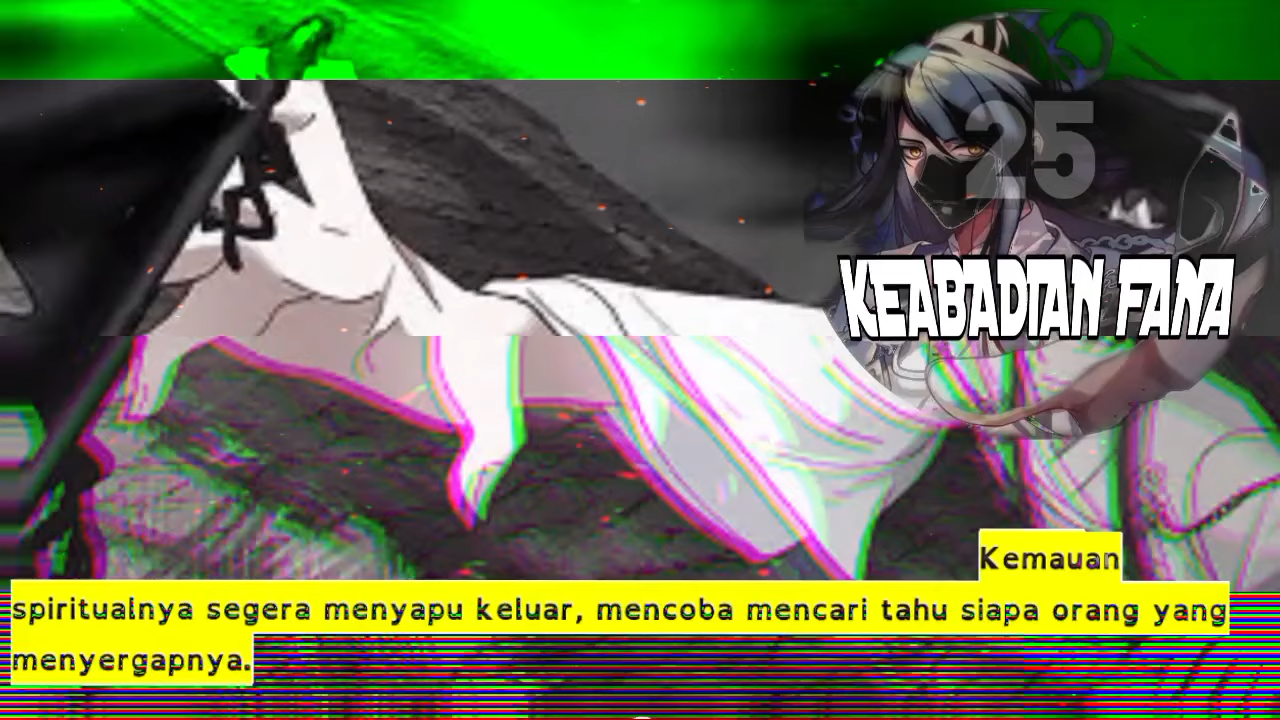 25
KEABADIAN FANA
Kemauan
spiritualnya segera menyapu keluar, mencoba mencari tahu siapa orang yang
menyergapnya.